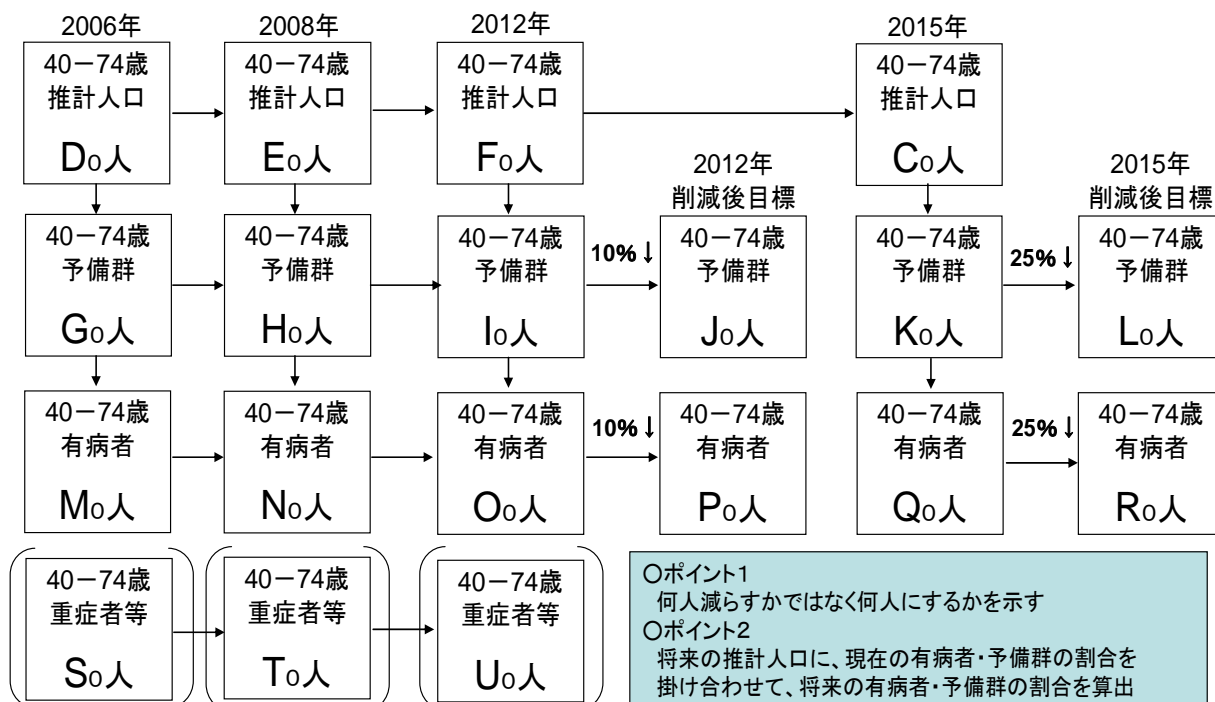 2006年
2008年
2012年
2015年
40－74歳
推計人口
D0人
40－74歳
推計人口
E0人
40－74歳
推計人口
F0人
40－74歳
推計人口
C0人
2012年
削減後目標
2015年
削減後目標
40－74歳
予備群
G0人
40－74歳
予備群
H0人
40－74歳
予備群
I0人
10%↓
40－74歳
予備群
J0人
40－74歳
予備群
K0人
25%↓
40－74歳
予備群
L0人
40－74歳
有病者
M0人
40－74歳
有病者
N0人
40－74歳
有病者
O0人
10%↓
40－74歳
有病者
P0人
40－74歳
有病者
Q0人
25%↓
40－74歳
有病者
R0人
40－74歳
重症者等
S0人
40－74歳
重症者等
T0人
40－74歳
重症者等
U0人
○ポイント1
何人減らすかではなく何人にするかを示す
○ポイント2
将来の推計人口に、現在の有病者・予備群の割合を
掛け合わせて、将来の有病者・予備群の割合を算出